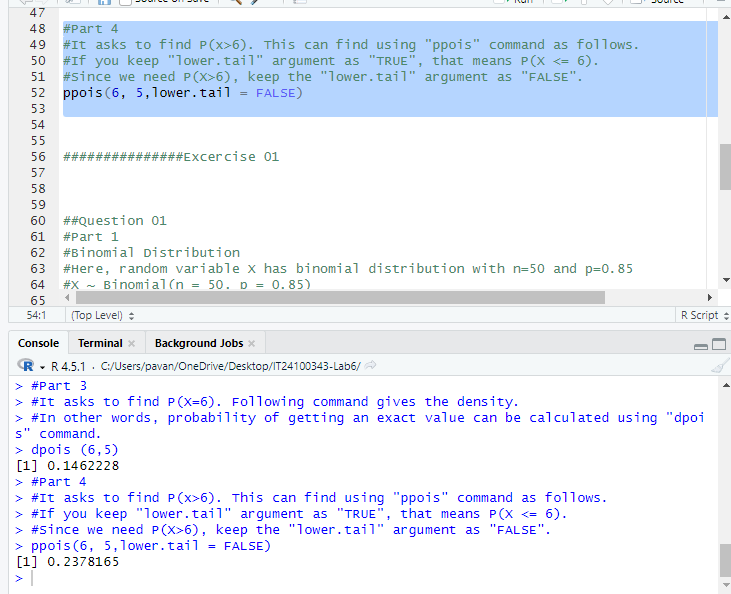 Source on Save
Run
Source
47
48 #Part 4
49 #It asks to find P(x>6). This can find using "ppois" command as follows.
50 #If you keep "lower.tail" argument as "TRUE", that means P(X <= 6).
51 #Since we need P(X>6), keep the "lower.tail" argument as "FALSE".
52 ppois(6, 5,lower.tail = FALSE)
53
54
55
56 ###############Excercise 01
57
58
59
60 ##Question 01
61 #Part 1
62 #Binomial Distribution
63 #Here, random variable X has binomial distribution with n=50 and p=0.85
64 #X ~ Binomial(n = 50, p = 0.85)
65
54:1 (Top Level) R Script
Console Terminal × Background Jobs ×
R 4.5.1 · C:/Users/pavan/OneDrive/Desktop/IT24100343-Lab6/
> #Part 3
> #It asks to find P(X=6). Following command gives the density.
> #In other words, probability of getting an exact value can be calculated using "dpoi
s" command.
> dpois (6,5)
[1] 0.1462228
> #Part 4
> #It asks to find P(x>6). This can find using "ppois" command as follows.
> #If you keep "lower.tail" argument as "TRUE", that means P(X <= 6).
> #Since we need P(X>6), keep the "lower.tail" argument as "FALSE".
> ppois(6, 5,lower.tail = FALSE)
[1] 0.2378165
>